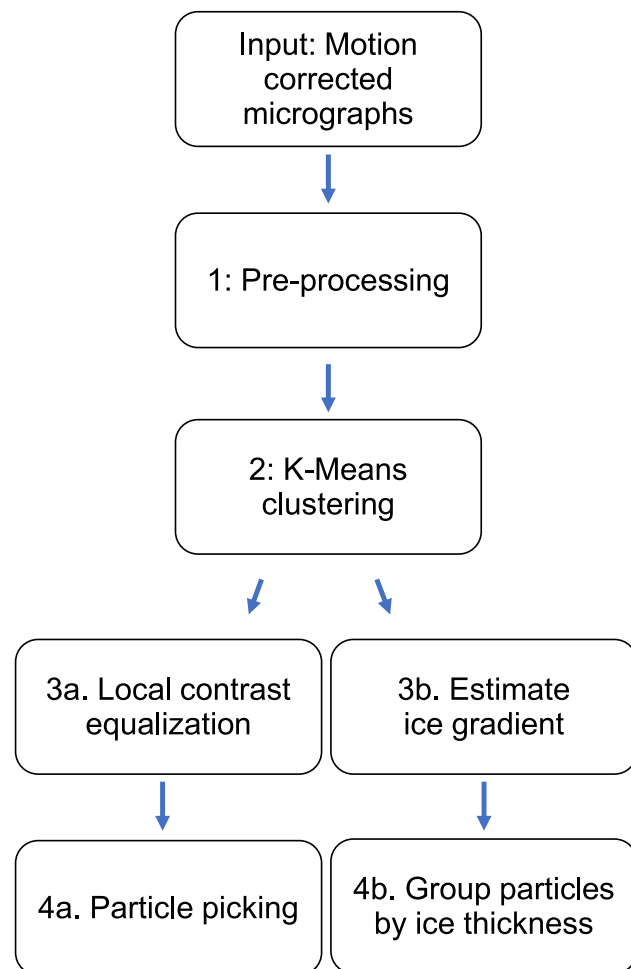 Input: Motion
corrected
micrographs
1: Pre-processing
2: K-Means
clustering
3a. Local contrast
equalization
3b. Estimate
ice gradient
4a. Particle picking
4b. Group particles
by ice thickness